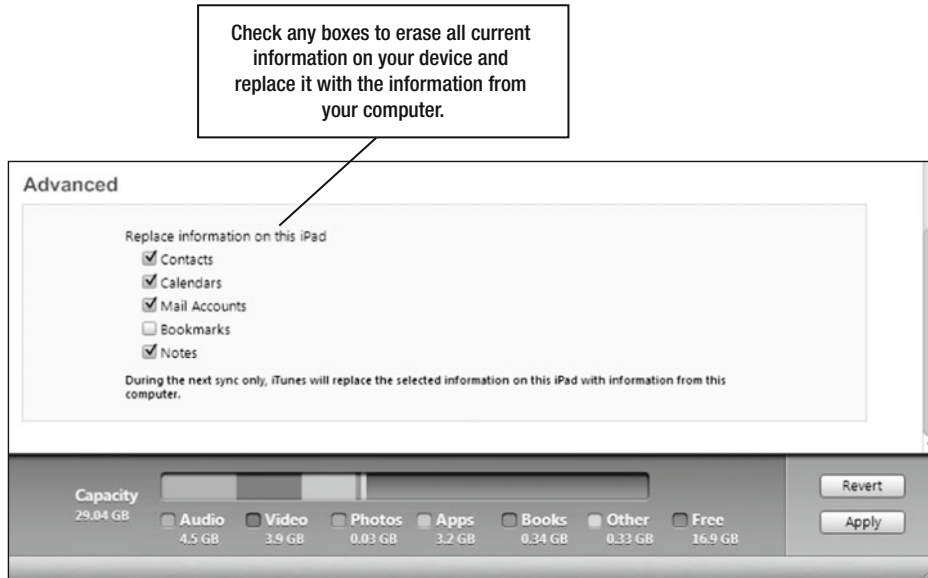 Check any boxes to erase all current
information on your device and
replace it with the information from
your computer.
Advanced
Replace information on this iPad
Contacts
Calendars
Mail Accounts
Bookmarks
Notes
During the next sync only, iTunes will replace the selected information on this iPad with information from this
computer.
Capacity
29.04 GB
Audio
4.5 GB
Video
3.9 GB
Photos
0.03 GB
Apps
3.2 GB
Books
0.34 GB
Other
0.33 GB
Free
16.9 GB
Revert
Apply